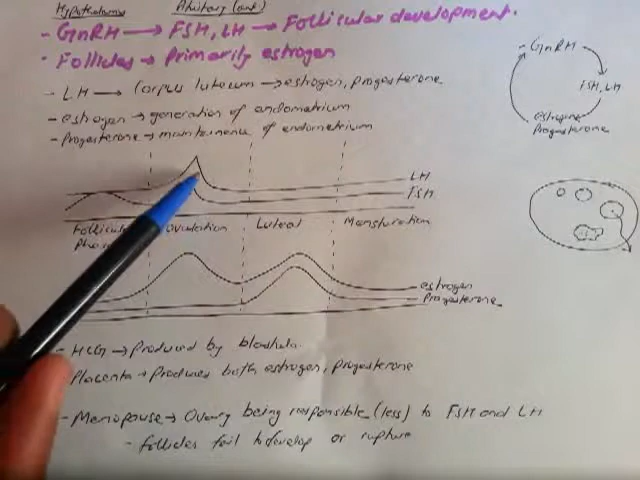 Hypothalamus Pituitary (ant)
- GnRH → FSH, LH → Follicular development.
- Follicles → Primarily estrogen
- LH → Corpus luteum → estrogen, progesterone
- estrogen → generation of endometrium
- Progesterone → maintenence of endometrium
GnRH
FSH, LH
estrogen
Progesterone
LH
FSH
Ovulation Luteal Mensturation
estrogen
Progesterone
- HCG → Produced by blastula.
Placenta → Produces both estrogen, progesterone
- Menopause → Ovary being responsible (less) to FSH and LH
- follicles fail to develop or rupture